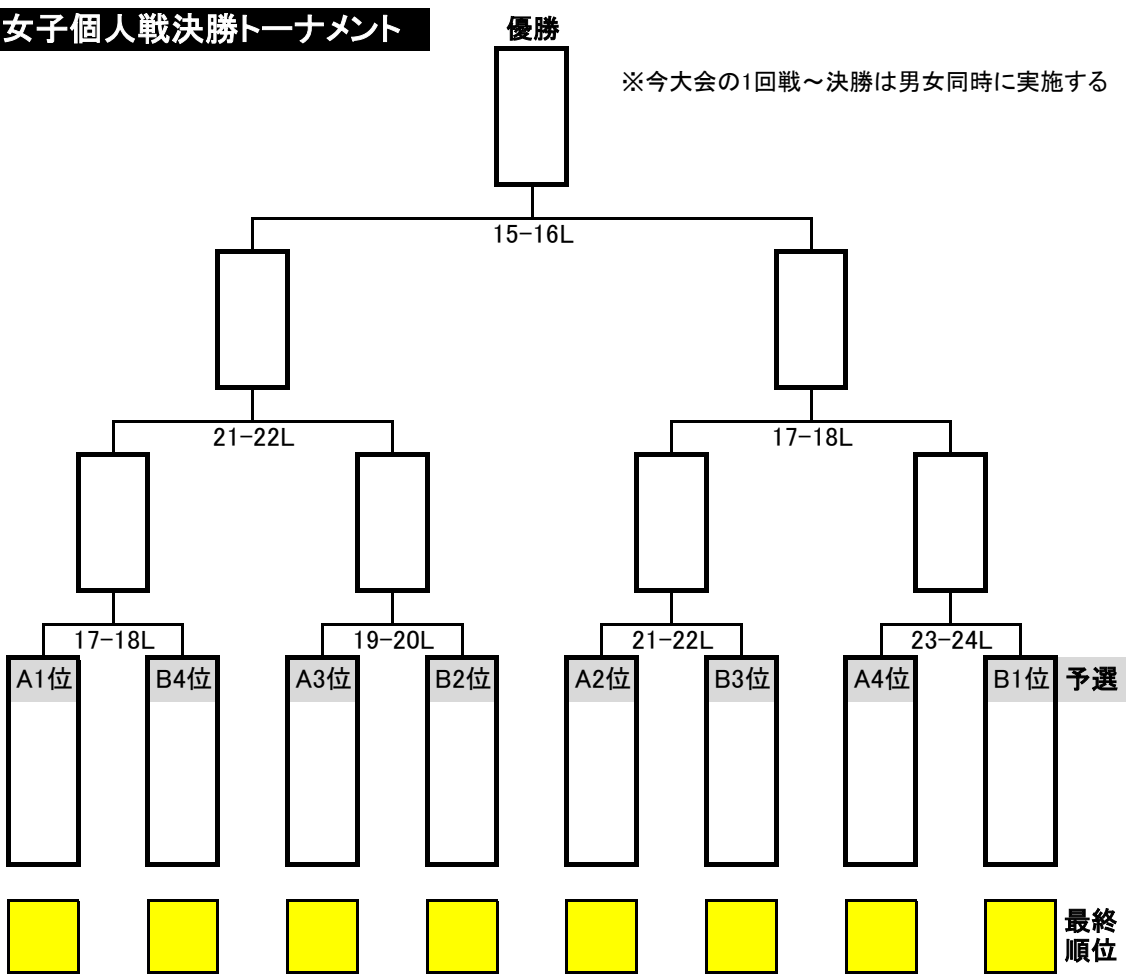 女子個人戦決勝トーナメント
優勝
※今大会の1回戦～決勝は男女同時に実施する
15-16L
21-22L
17-18L
17-18L
19-20L
21-22L
23-24L
A1位
B4位
A3位
B2位
A2位
B3位
A4位
B1位
予選
最終
順位